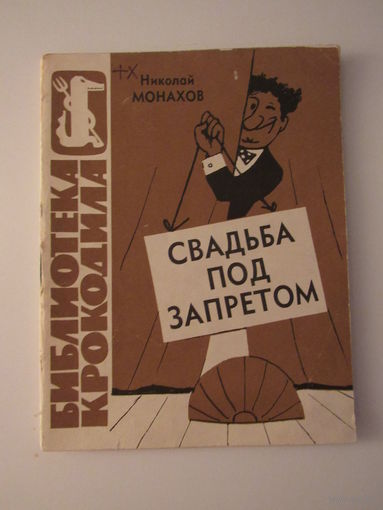 +х Николай
МОНАХОВ
БИБЛИОТЕКА
КРОКОДИЛА
СВАДЬБА
ПОД
ЗАПРЕТОМ